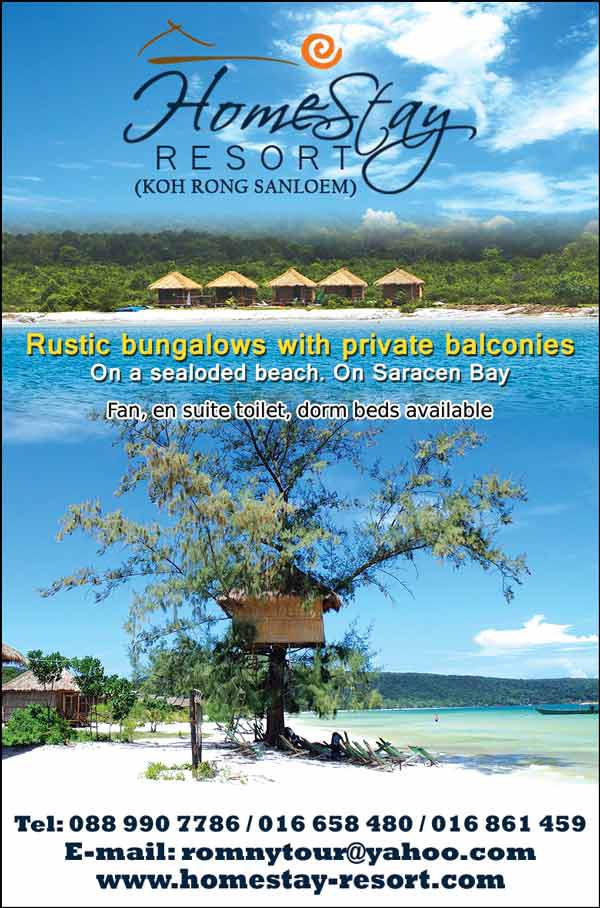 HomeStay
RESORT
(KOH RONG SANLOEM)
Rustic bungalows with private balconies
On a sealoded beach. On Saracen Bay
Fan, en suite toilet, dorm beds available
Tel: 088 990 7786 / 016 658 480 / 016 861 459
E-mail: romnytour@yahoo.com
www.homestay-resort.com